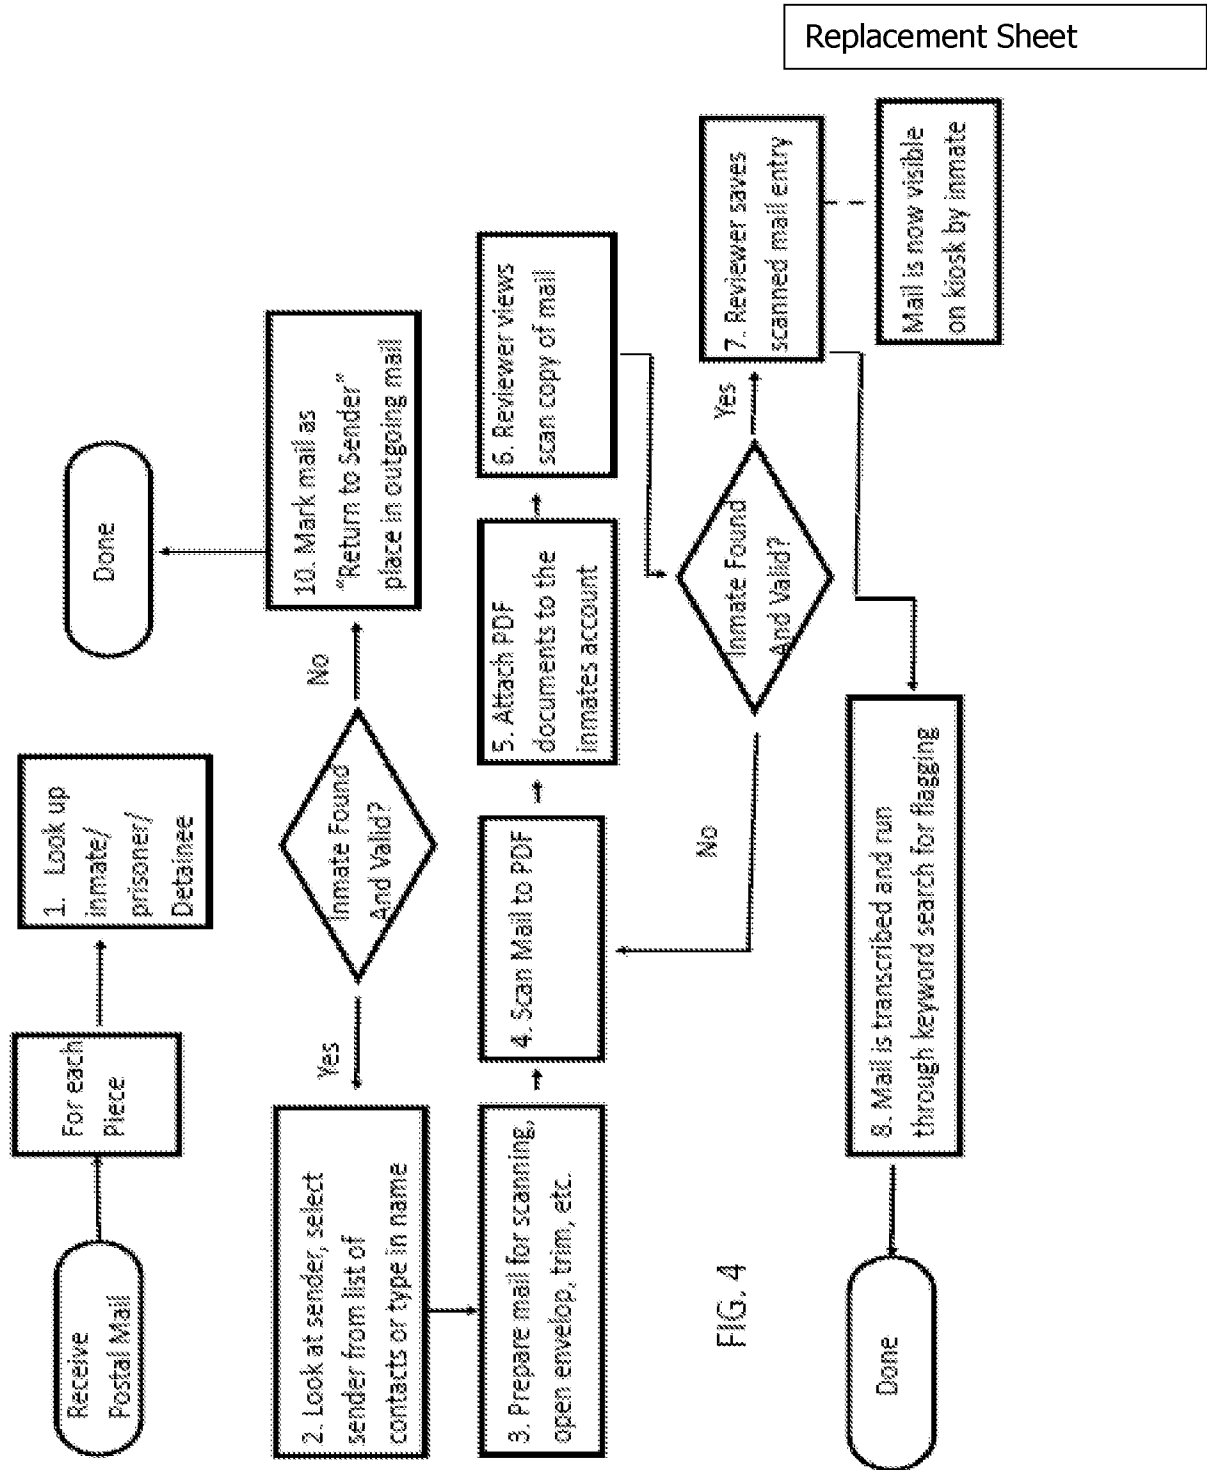 Replacement Sheet
Receive
Postal Mail
For each
Piece
1. Look up
inmate/
prisoner/
Detainee
Done
Inmate Found
And Valid?
Yes
No
10. Mark mail as
“Return to Sender”
place in outgoing mail
2. Look at sender, select
sender from list of
contacts or type in name
3. Prepare mail for scanning,
open envelop, trim, etc.
4. Scan Mail to PDF
5. Attach PDF
documents to the
inmates account
6. Reviewer views
scan copy of mail
Inmate Found
And Valid?
No
Yes
7. Reviewer saves
scanned mail entry
Mail is now visible
on kiosk by inmate
8. Mail is transcribed and run
through keyword search for flagging
Done
FIG. 4